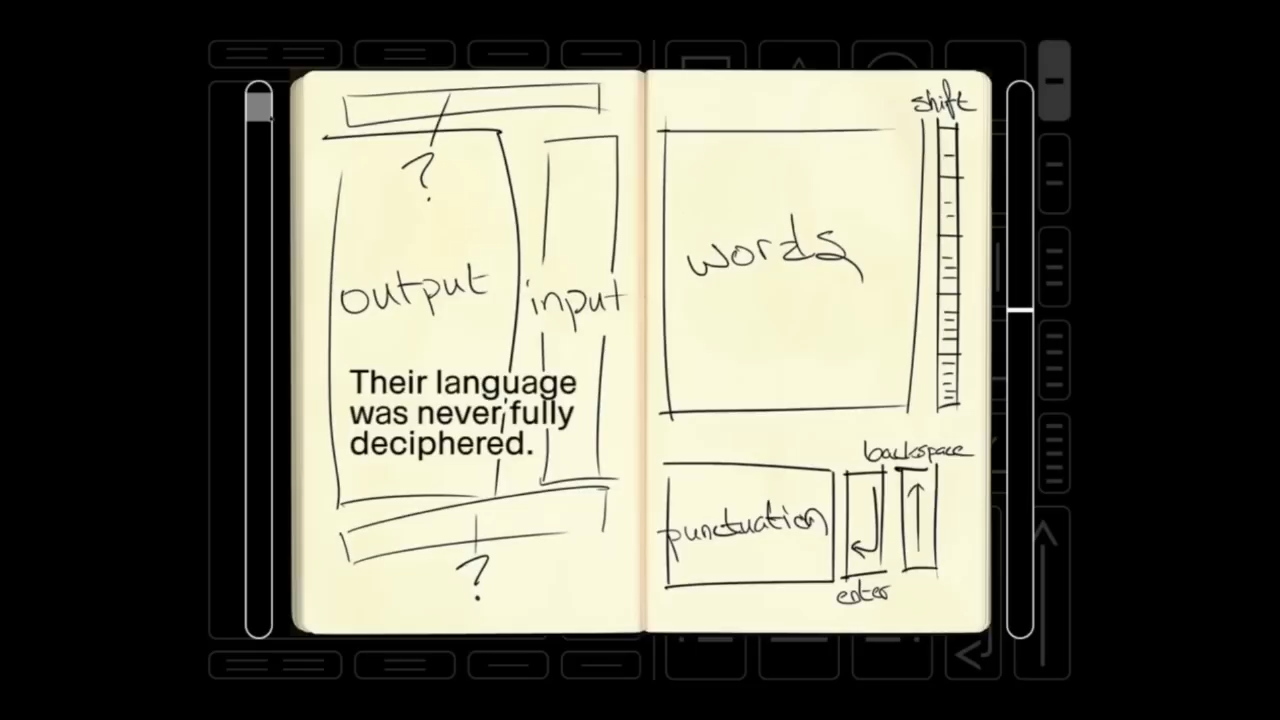 ?
output
input
Their language
was never fully
deciphered.
?
shift
words
backspace
punctuation
enter